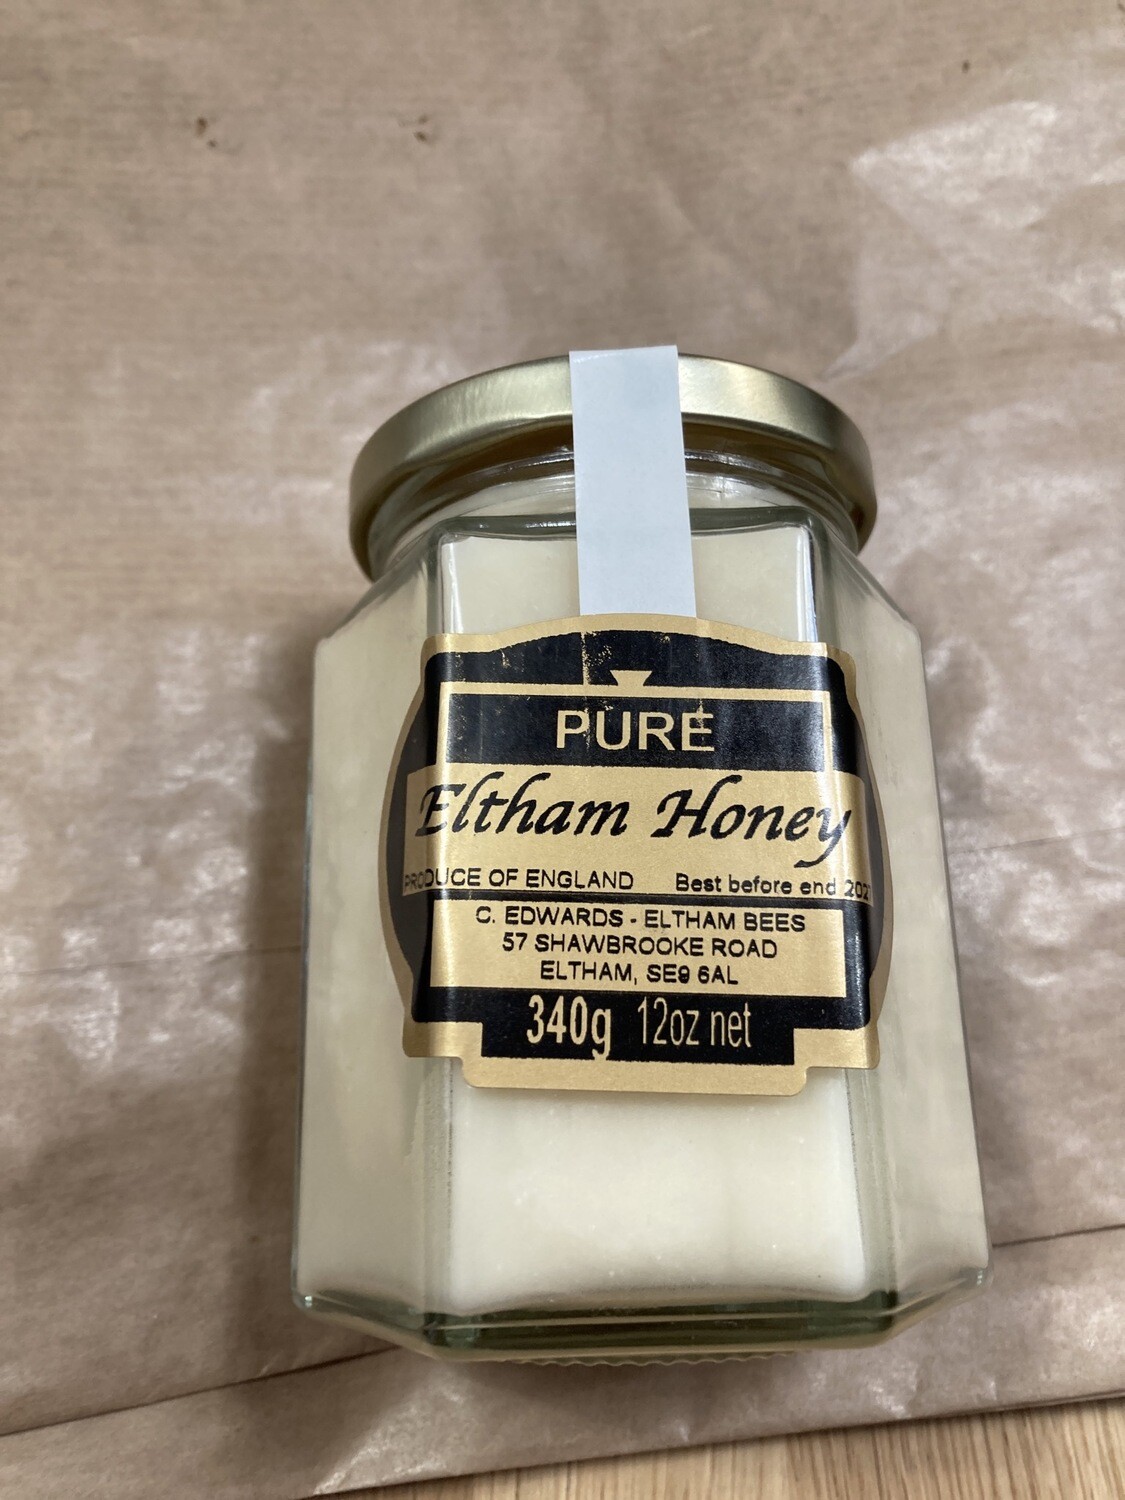 PURE
Eltham Honey
PRODUCE OF ENGLAND Best before end
C. EDWARDS - ELTHAM BEES
57 SHAWBROOKE ROAD
ELTHAM, SE9 6AL
340g 12oz net